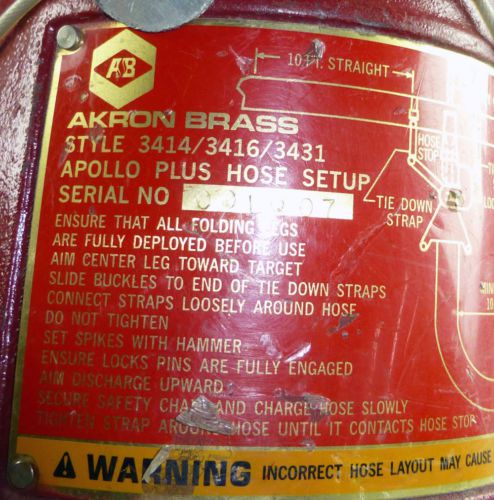 AB
AKRON BRASS
STYLE 3414/3416/3431
APOLLO PLUS HOSE SETUP
SERIAL NO
ENSURE THAT ALL FOLDING LEGS
ARE FULLY DEPLOYED BEFORE USE
AIM CENTER LEG TOWARD TARGET
SLIDE BUCKLES TO END OF TIE DOWN STRAPS
CONNECT STRAPS LOOSELY AROUND HOSE
DO NOT TIGHTEN
SET SPIKES WITH HAMMER
ENSURE LOCKS PINS ARE FULLY ENGAGED
AIM DISCHARGE UPWARD
SECURE SAFETY CHAIN AND CHARGE HOSE SLOWLY
TIGHTEN STRAP AROUND HOSE UNTIL IT CONTACTS HOSE STOP
10 FT. STRAIGHT
HOSE
STOP
TIE DOWN
STRAP
MIN
10
WARNING INCORRECT HOSE LAYOUT MAY CAUSE